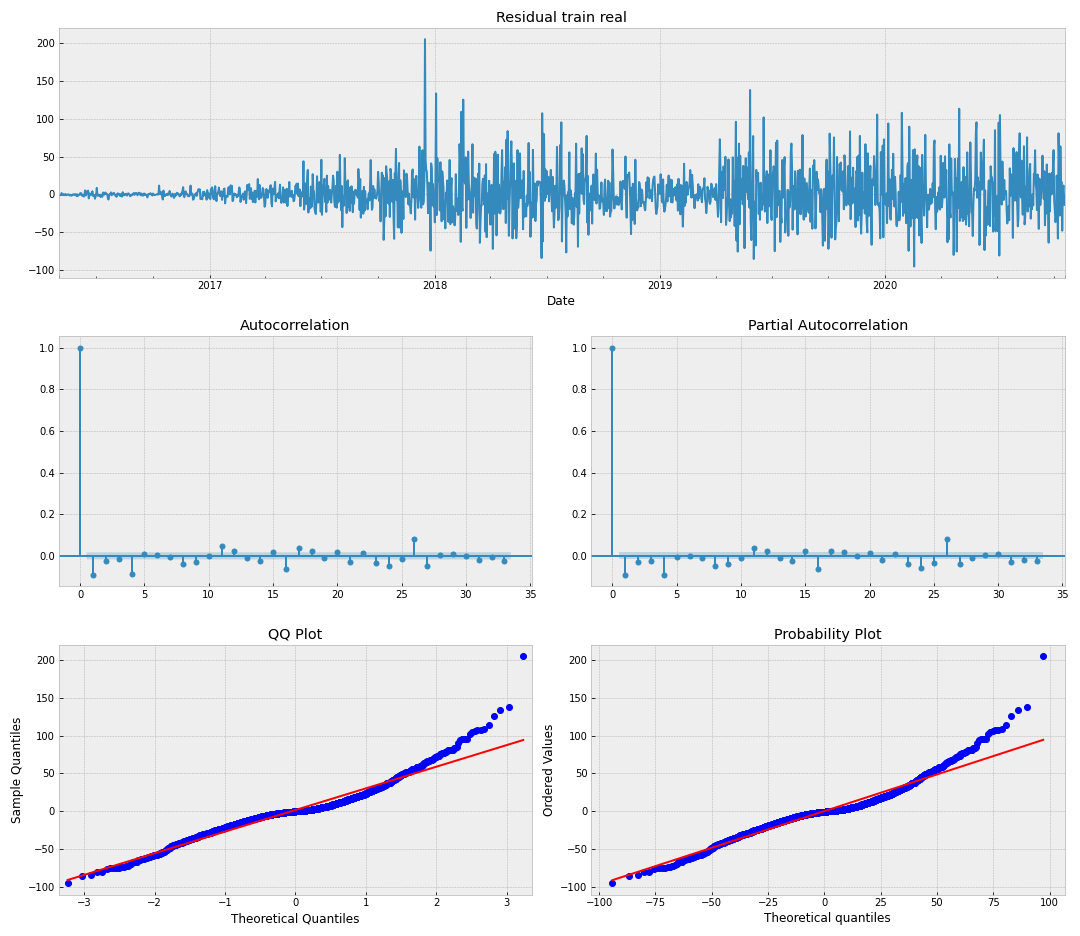 Residual train real
200
150
100
50
0
−50
−100
2017 2018 2019 2020
Date
Autocorrelation
1.0
0.8
0.6
0.4
0.2
0.0
0 5 10 15 20 25 30 35
Partial Autocorrelation
1.0
0.8
0.6
0.4
0.2
0.0
0 5 10 15 20 25 30 35
QQ Plot
Sample Quantiles
200
150
100
50
0
−50
−100
−3 −2 −1 0 1 2 3
Theoretical Quantiles
Probability Plot
Ordered Values
200
150
100
50
0
−50
−100
−100 −75 −50 −25 0 25 50 75 100
Theoretical quantiles